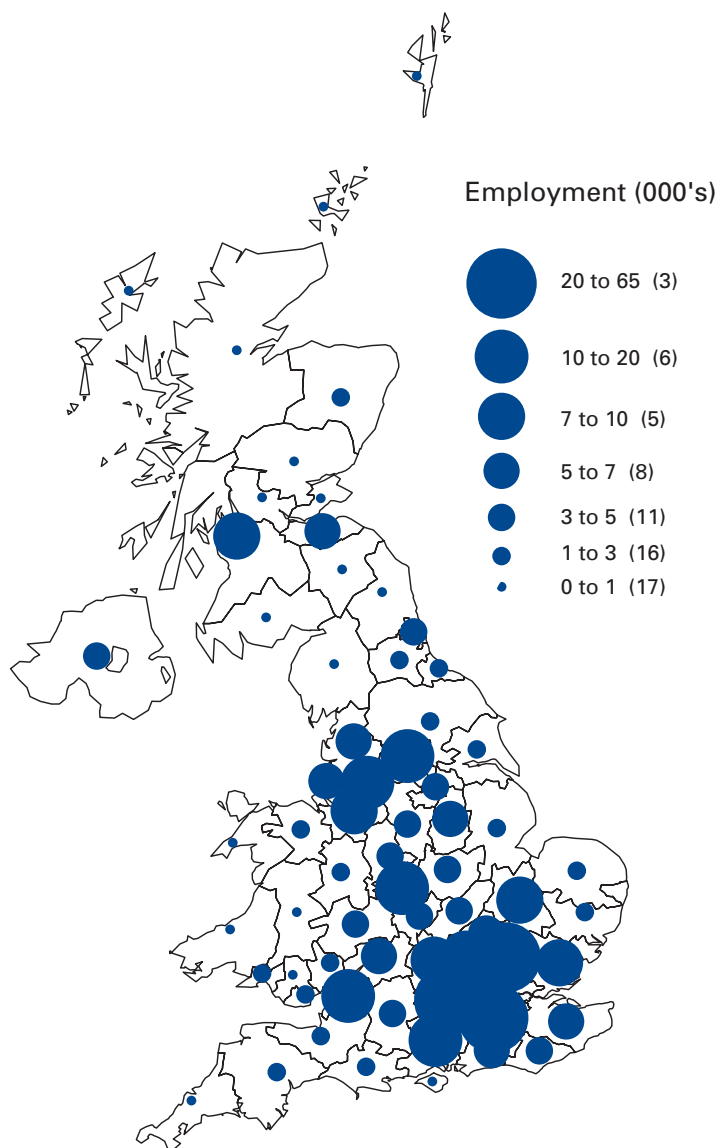 Employment (000's)
20 to 65 (3)
10 to 20 (6)
7 to 10 (5)
5 to 7 (8)
3 to 5 (11)
1 to 3 (16)
0 to 1 (17)